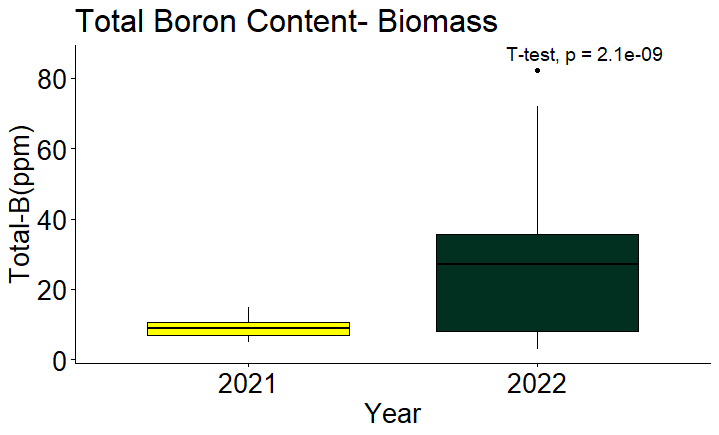 Total Boron Content- Biomass
T-test, p = 2.1e-09
Total-B(ppm)
80
60
40
20
0
2021
2022
Year